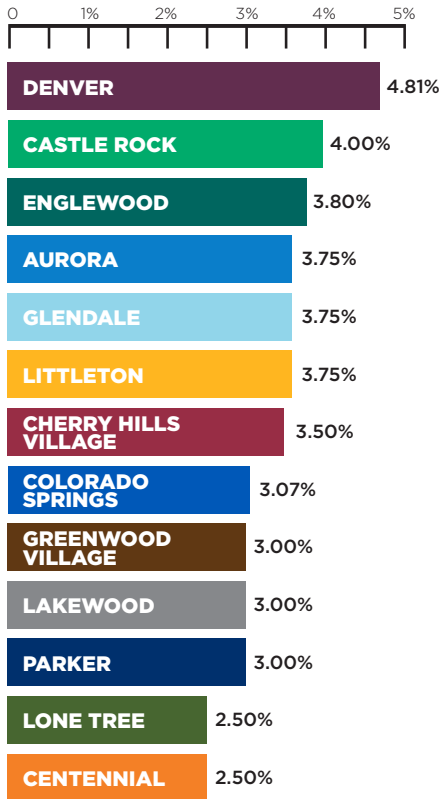 0 1% 2% 3% 4% 5%
DENVER 4.81%
CASTLE ROCK 4.00%
ENGLEWOOD 3.80%
AURORA 3.75%
GLENDALE 3.75%
LITTLETON 3.75%
CHERRY HILLS
VILLAGE 3.50%
COLORADO
SPRINGS 3.07%
GREENWOOD
VILLAGE 3.00%
LAKEWOOD 3.00%
PARKER 3.00%
LONE TREE 2.50%
CENTENNIAL 2.50%